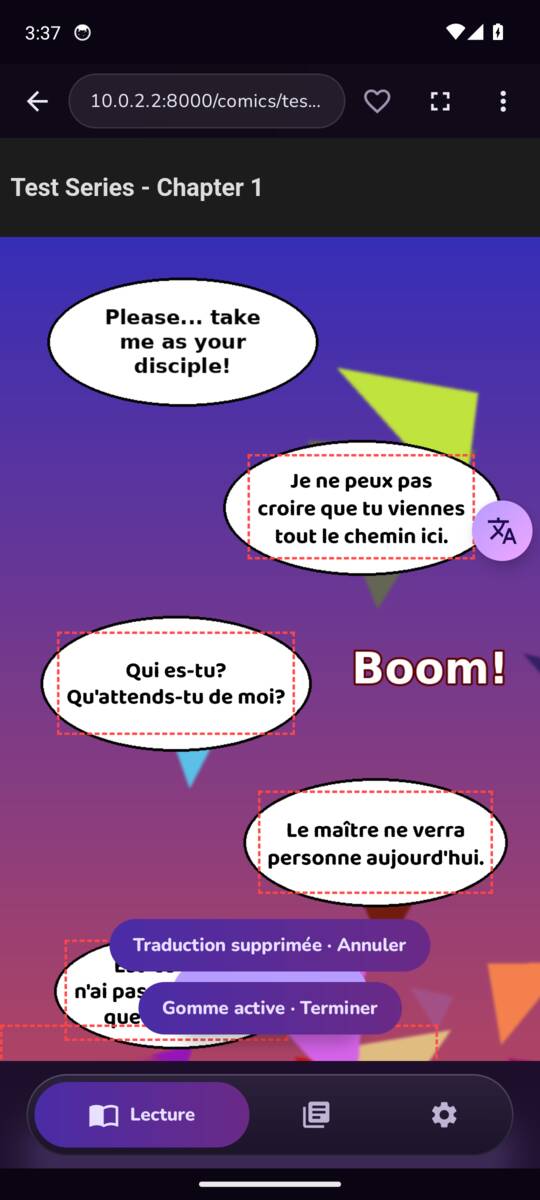 3:37
10.0.2.2:8000/comics/tes...
Test Series - Chapter 1
Please... take
me as your
disciple!
Je ne peux pas
croire que tu viennes
tout le chemin ici.
Qui es-tu?
Qu'attends-tu de moi?
Boom!
Le maître ne verra
personne aujourd'hui.
Traduction supprimée · Annuler
n'ai pas
Gomme active · Terminer
que
Lecture